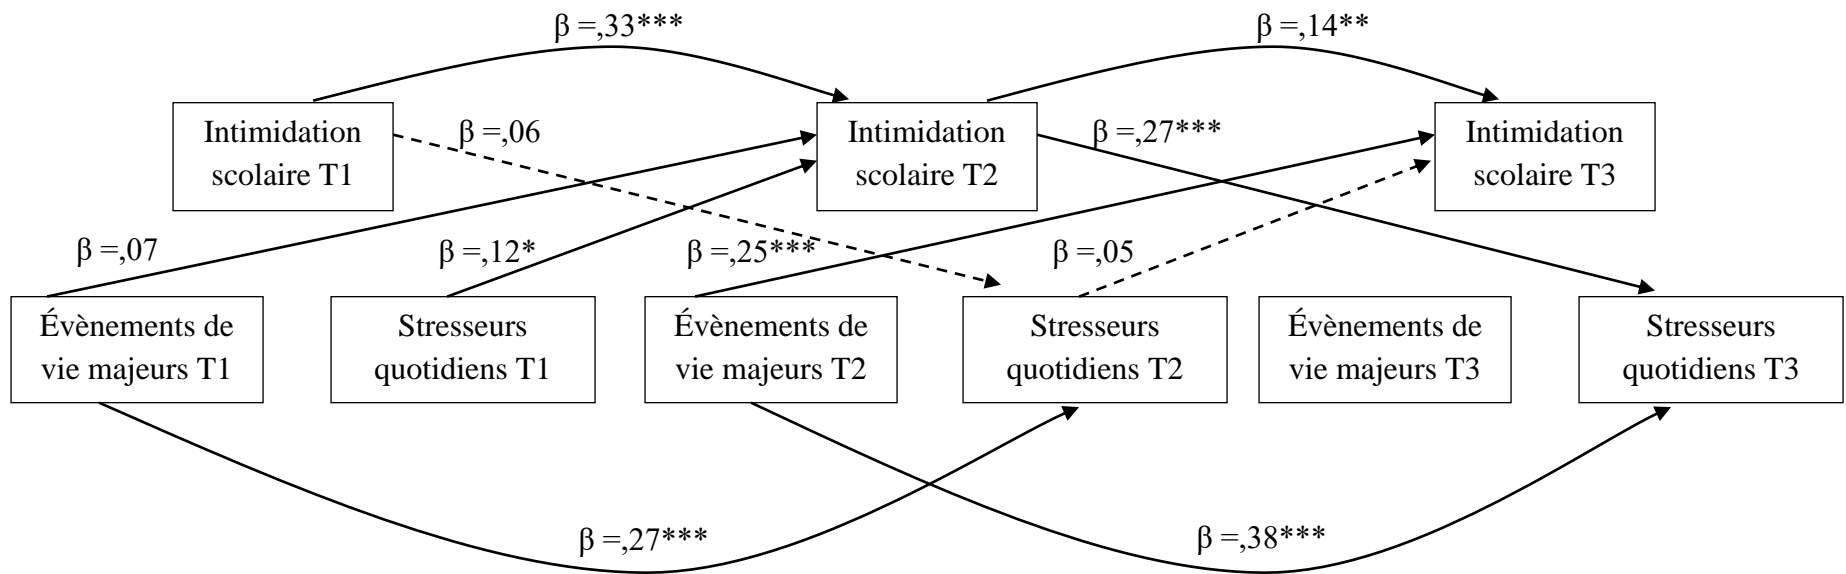 β =,33***
β =,14**
Intimidation
scolaire T1
β =,06
Intimidation
scolaire T2
β =,27***
Intimidation
scolaire T3
β =,07
β =,12*
β =,25***
β =,05
Évènements de
vie majeurs T1
Stresseurs
quotidiens T1
Évènements de
vie majeurs T2
Stresseurs
quotidiens T2
Évènements de
vie majeurs T3
Stresseurs
quotidiens T3
β =,27***
β =,38***